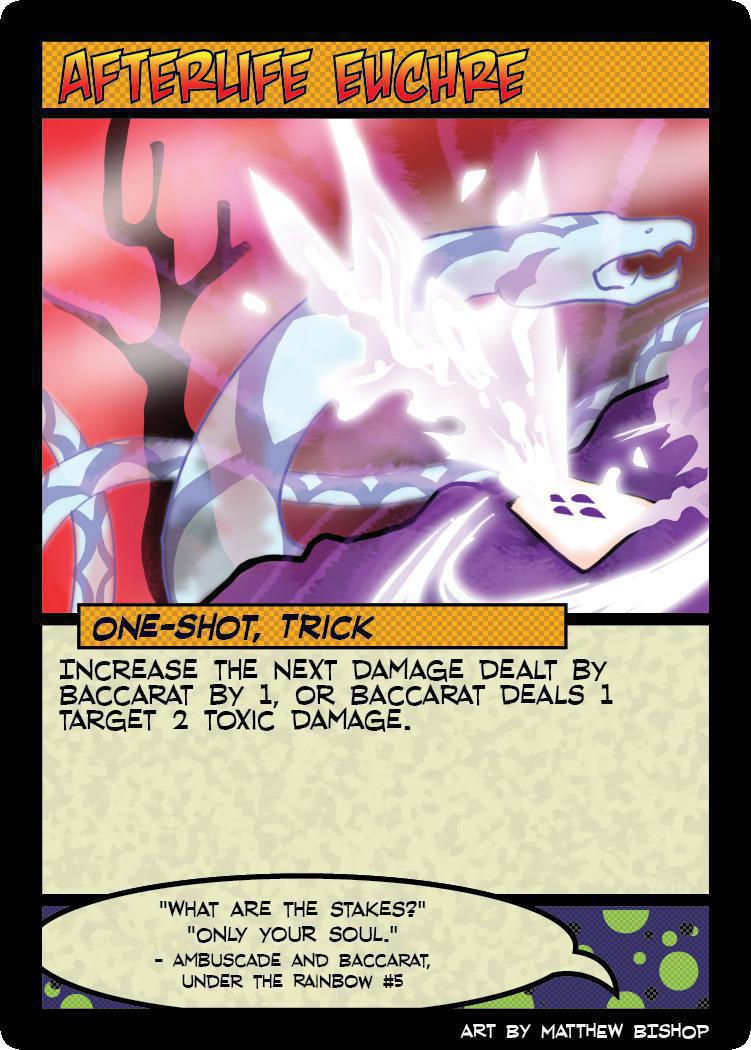 AFTERLIFE EUCHRE
ONE-SHOT, TRICK
INCREASE THE NEXT DAMAGE DEALT BY
BACCARAT BY 1, OR BACCARAT DEALS 1
TARGET 2 TOXIC DAMAGE.
"WHAT ARE THE STAKES?"
"ONLY YOUR SOUL."
- AMBUSCADE AND BACCARAT,
UNDER THE RAINBOW #5
ART BY MATTHEW BISHOP